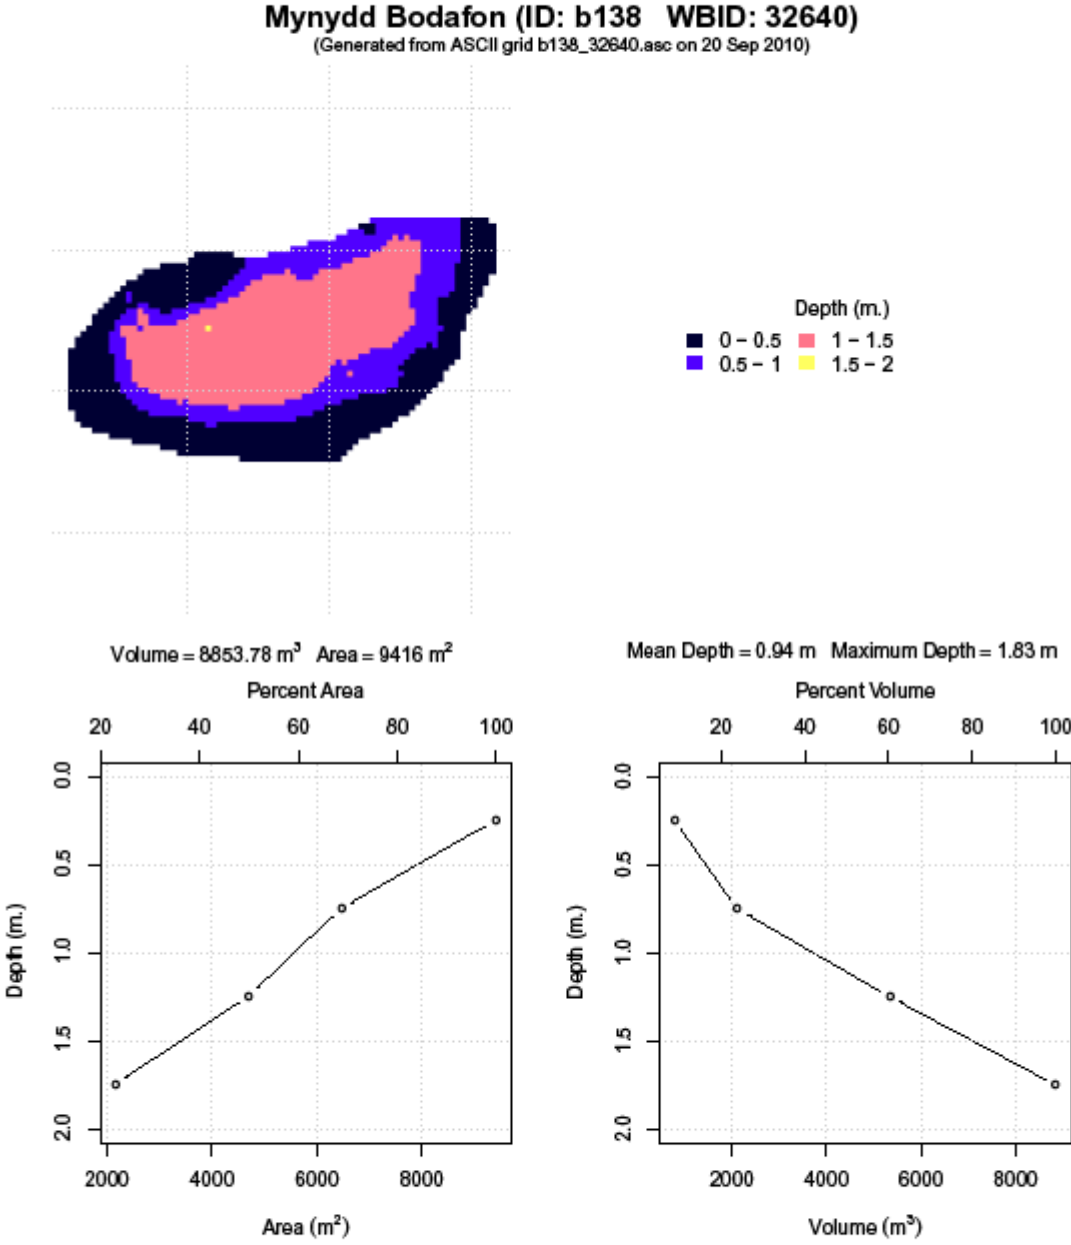 Mynydd Bodafon (ID: b138 WBID: 32640)
(Generated from ASCII grid b138_32640.asc on 20 Sep 2010)
Depth (m.)
0 – 0.5 1 – 1.5
0.5 – 1 1.5 – 2
Volume = 8853.78 m³ Area = 9416 m²
Percent Area
20 40 60 80 100
0.0
0.5
1.0
1.5
2.0
Depth (m.)
2000 4000 6000 8000
Area (m²)
Mean Depth = 0.94 m Maximum Depth = 1.83 m
Percent Volume
20 40 60 80 100
0.0
0.5
1.0
1.5
2.0
Depth (m.)
2000 4000 6000 8000
Volume (m³)